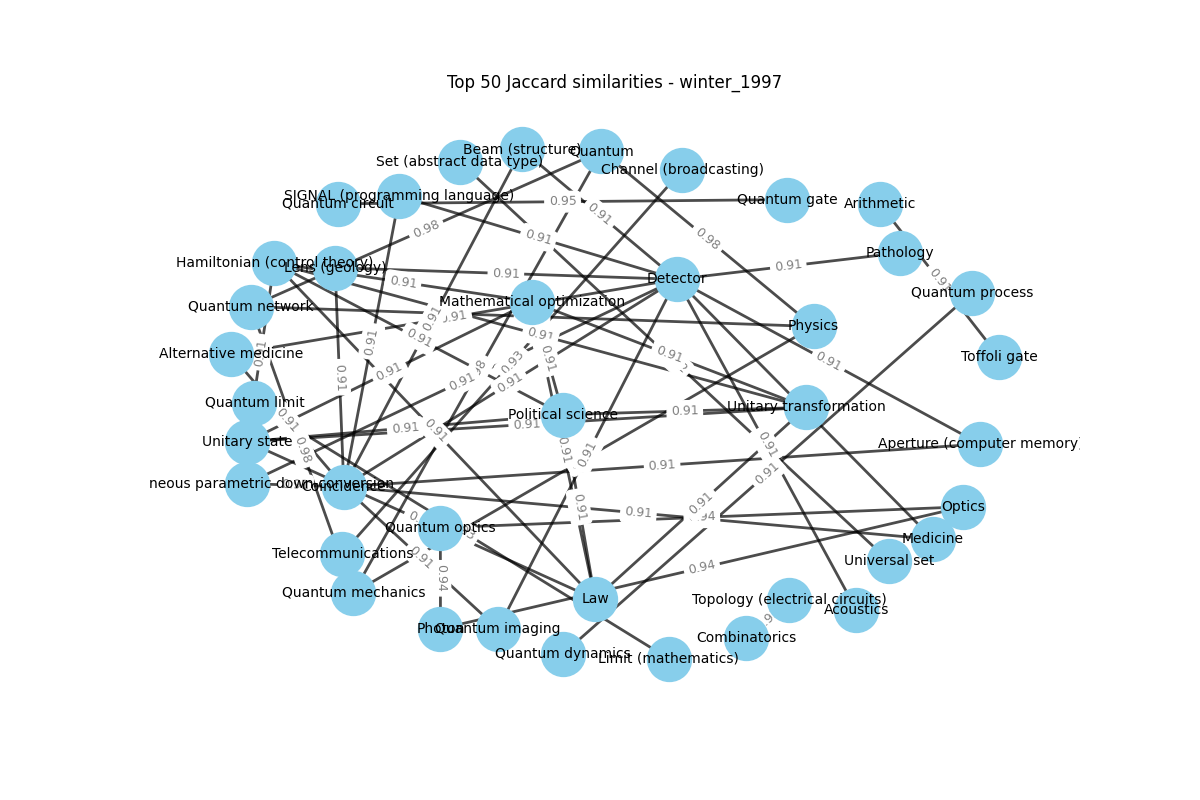 Top 50 Jaccard similarities - winter_1997
Beam (structure)
Quantum
Set (abstract data type)
Channel (broadcasting)
SIGNAL (programming language)
Quantum circuit
0.95
Quantum gate
Arithmetic
0.91
0.98
0.91
0.98
Pathology
Hamiltonian (control theory)
Lens (geology)
0.91
0.91
0.91
Detector
Quantum process
Quantum network
Mathematical optimization
0.91
0.91
Physics
0.91
0.91
0.91
Alternative medicine
0.91
0.91
0.91
Toffoli gate
0.91
0.93
0.91
0.91
0.91
0.91
Quantum limit
Unitary transformation
Political science
0.91
0.91
0.91
0.91
0.91
Unitary state
0.91
0.91
Aperture (computer memory)
0.98
0.91
0.91
0.91
0.91
neous parametric down-conversion
Coincidence
0.91
0.91
0.91
Optics
Quantum optics
Medicine
0.91
Telecommunications
Universal set
0.94
0.94
Quantum mechanics
Law
Topology (electrical circuits)
Acoustics
Photon
Quantum imaging
Combinatorics
Quantum dynamics
Limit (mathematics)